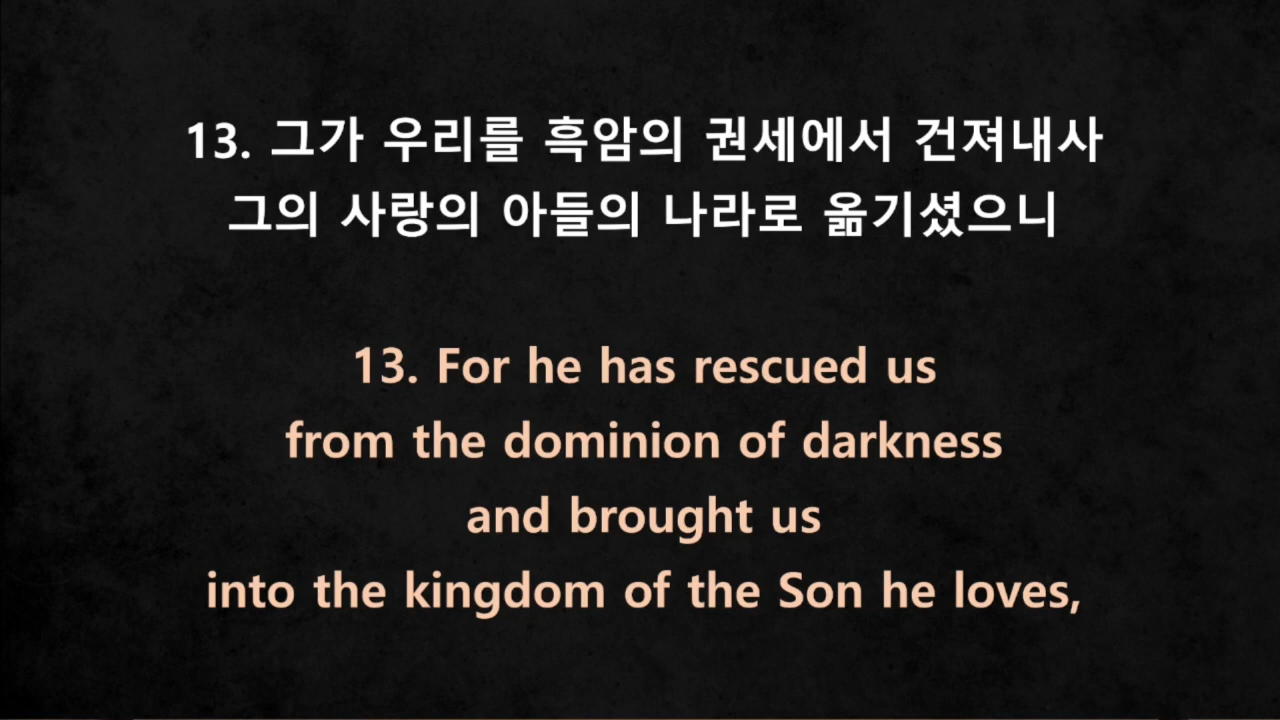 13. 그가 우리를 흑암의 권세에서 건져내사
그의 사랑의 아들의 나라로 옮기셨으니
13. For he has rescued us
from the dominion of darkness
and brought us
into the kingdom of the Son he loves,